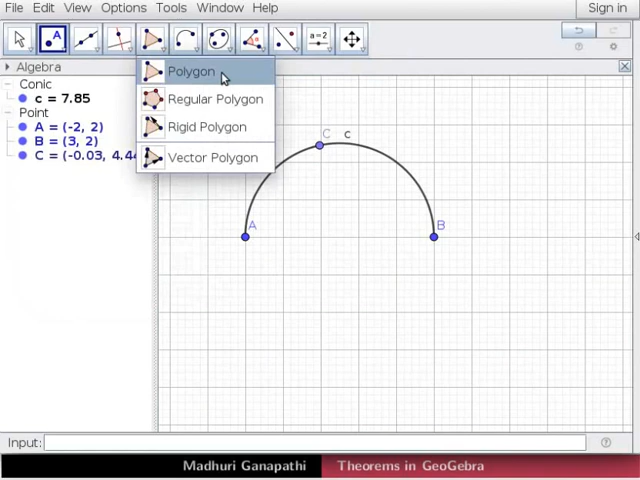 File Edit View Options Tools Window Help Sign in
A
a=2
Algebra
Conic
c = 7.85
Point
A = (-2, 2)
B = (3, 2)
C = (-0.03, 4.4
Polygon
Regular Polygon
Rigid Polygon
Vector Polygon
C c
A B
Input:
Madhuri Ganapathi Theorems in GeoGebra